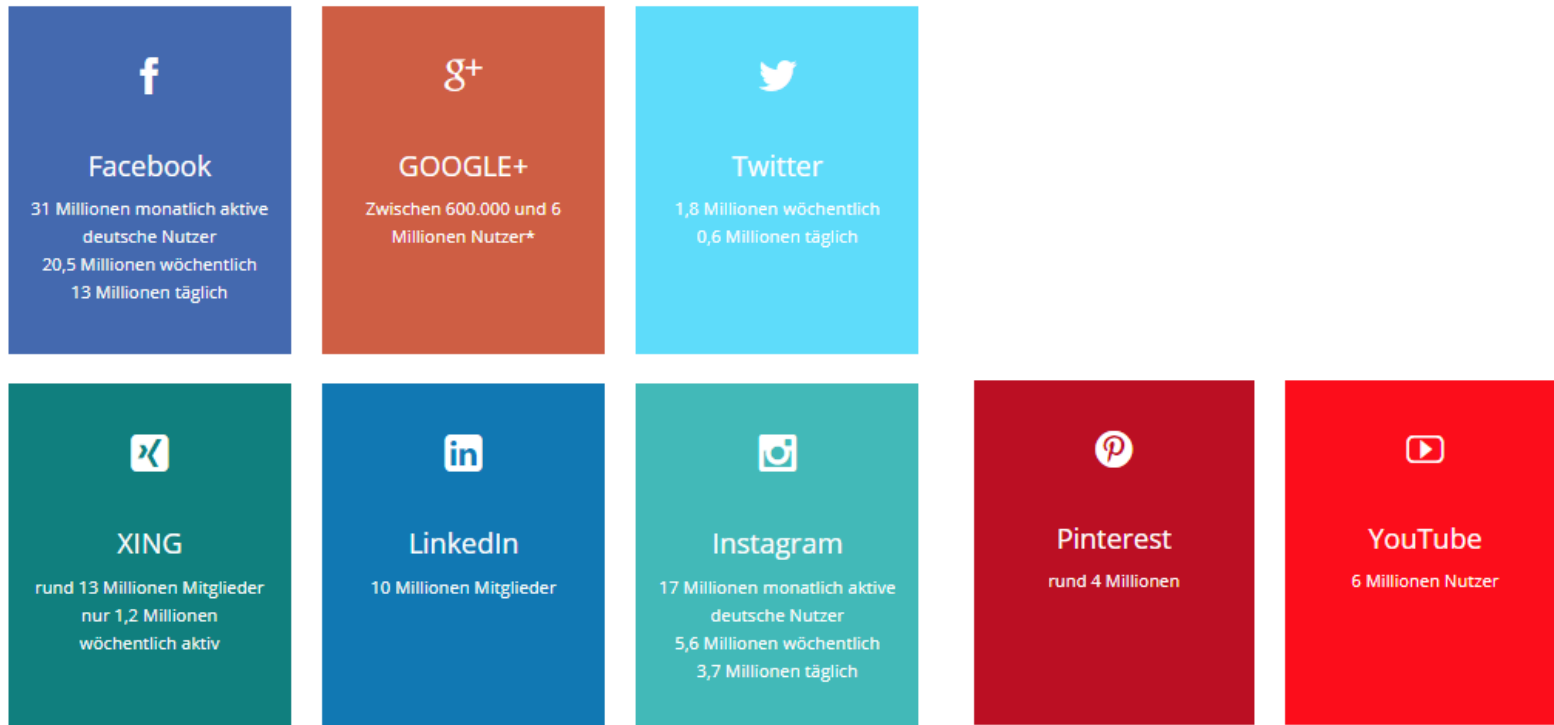 f
g+
Facebook
31 Millionen monatlich aktive
deutsche Nutzer
20,5 Millionen wöchentlich
13 Millionen täglich
GOOGLE+
Zwischen 600.000 und 6
Millionen Nutzer*
Twitter
1,8 Millionen wöchentlich
0,6 Millionen täglich
in
XING
rund 13 Millionen Mitglieder
nur 1,2 Millionen
wöchentlich aktiv
LinkedIn
10 Millionen Mitglieder
Instagram
17 Millionen monatlich aktive
deutsche Nutzer
5,6 Millionen wöchentlich
3,7 Millionen täglich
Pinterest
rund 4 Millionen
YouTube
6 Millionen Nutzer